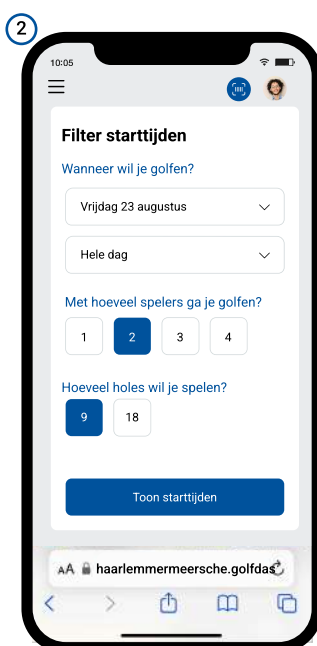 2
10:05
Filter starttijden
Wanneer wil je golfen?
Vrijdag 23 augustus
Hele dag
Met hoeveel spelers ga je golfen?
1 2 3 4
Hoeveel holes wil je spelen?
9 18
Toon starttijden
AA haarlemmermeersche.golfdas